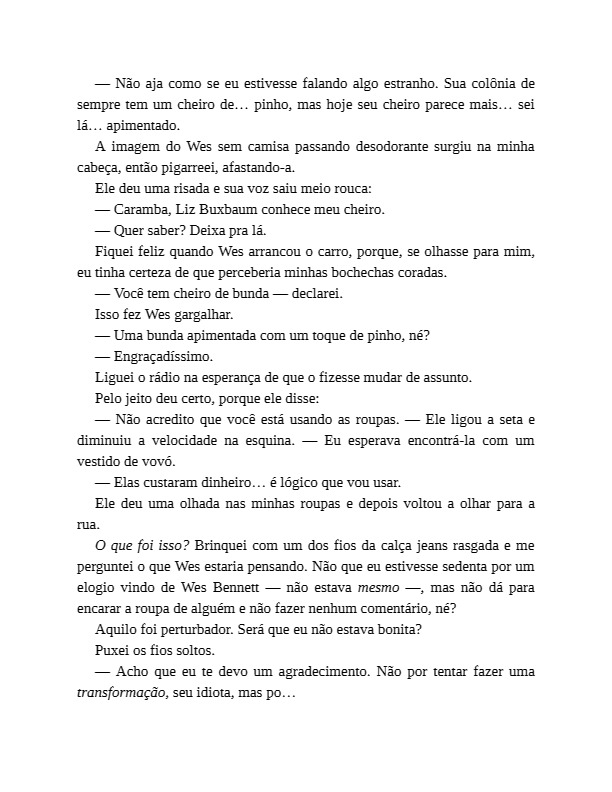 — Não aja como se eu estivesse falando algo estranho. Sua colônia de
sempre tem um cheiro de… pinho, mas hoje seu cheiro parece mais… sei
lá… apimentado.
A imagem do Wes sem camisa passando desodorante surgiu na minha
cabeça, então pigarreei, afastando-a.
Ele deu uma risada e sua voz saiu meio rouca:
— Caramba, Liz Buxbaum conhece meu cheiro.
— Quer saber? Deixa pra lá.
Fiquei feliz quando Wes arrancou o carro, porque, se olhasse para mim,
eu tinha certeza de que perceberia minhas bochechas coradas.
— Você tem cheiro de bunda — declarei.
Isso fez Wes gargalhar.
— Uma bunda apimentada com um toque de pinho, né?
— Engraçadíssimo.
Liguei o rádio na esperança de que o fizesse mudar de assunto.
Pelo jeito deu certo, porque ele disse:
— Não acredito que você está usando as roupas. — Ele ligou a seta e
diminuiu a velocidade na esquina. — Eu esperava encontrá-la com um
vestido de vovó.
— Elas custaram dinheiro… é lógico que vou usar.
Ele deu uma olhada nas minhas roupas e depois voltou a olhar para a
rua.
O que foi isso? Brinquei com um dos fios da calça jeans rasgada e me
perguntei o que Wes estaria pensando. Não que eu estivesse sedenta por um
elogio vindo de Wes Bennett — não estava mesmo —, mas não dá para
encarar a roupa de alguém e não fazer nenhum comentário, né?
Aquilo foi perturbador. Será que eu não estava bonita?
Puxei os fios soltos.
— Acho que eu te devo um agradecimento. Não por tentar fazer uma
transformação, seu idiota, mas po…